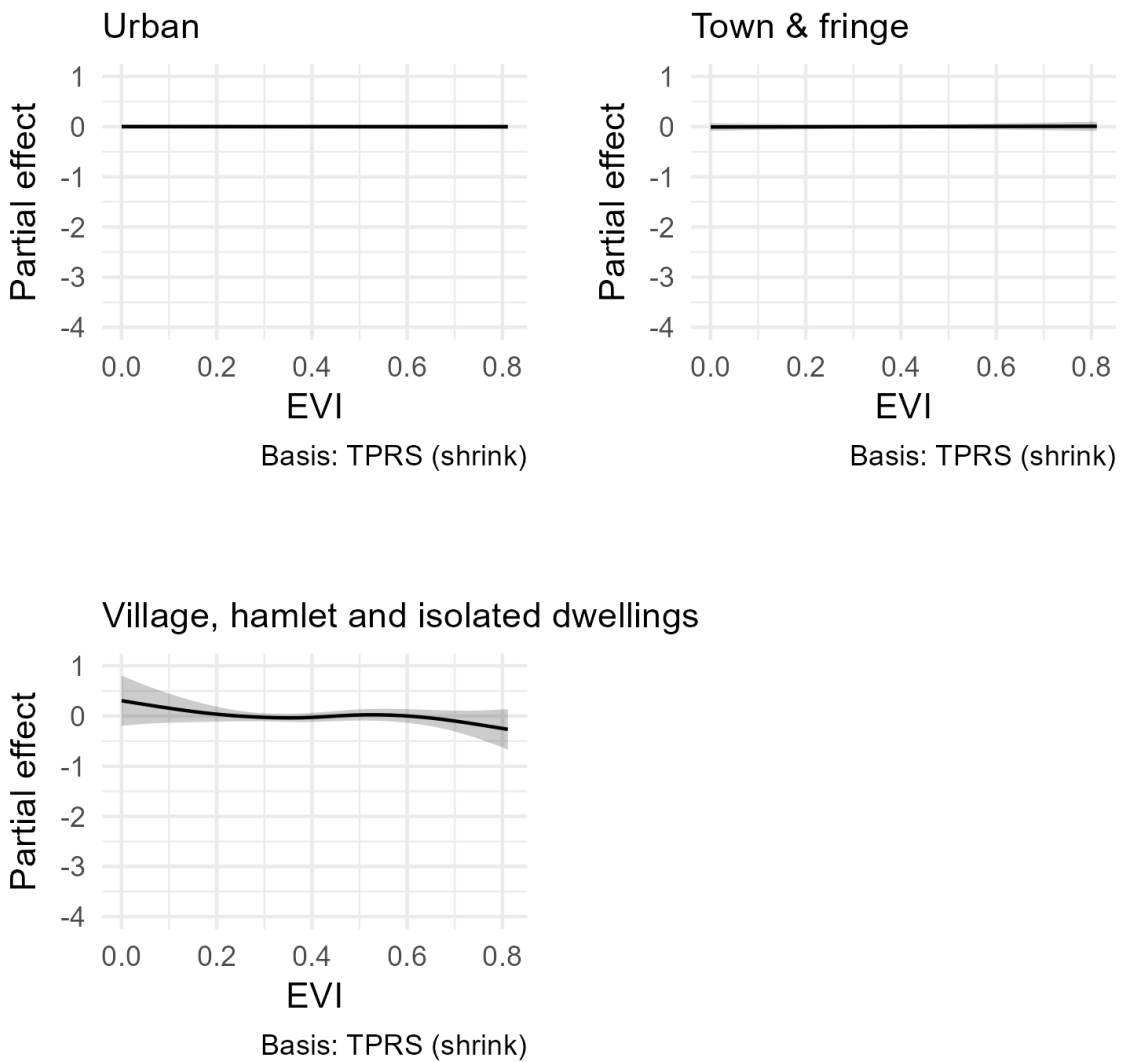 Urban
1
0
-1
-2
-3
-4
Partial effect
0.0 0.2 0.4 0.6 0.8
EVI
Basis: TPRS (shrink)
Town & fringe
1
0
-1
-2
-3
-4
Partial effect
0.0 0.2 0.4 0.6 0.8
EVI
Basis: TPRS (shrink)
Village, hamlet and isolated dwellings
1
0
-1
-2
-3
-4
Partial effect
0.0 0.2 0.4 0.6 0.8
EVI
Basis: TPRS (shrink)